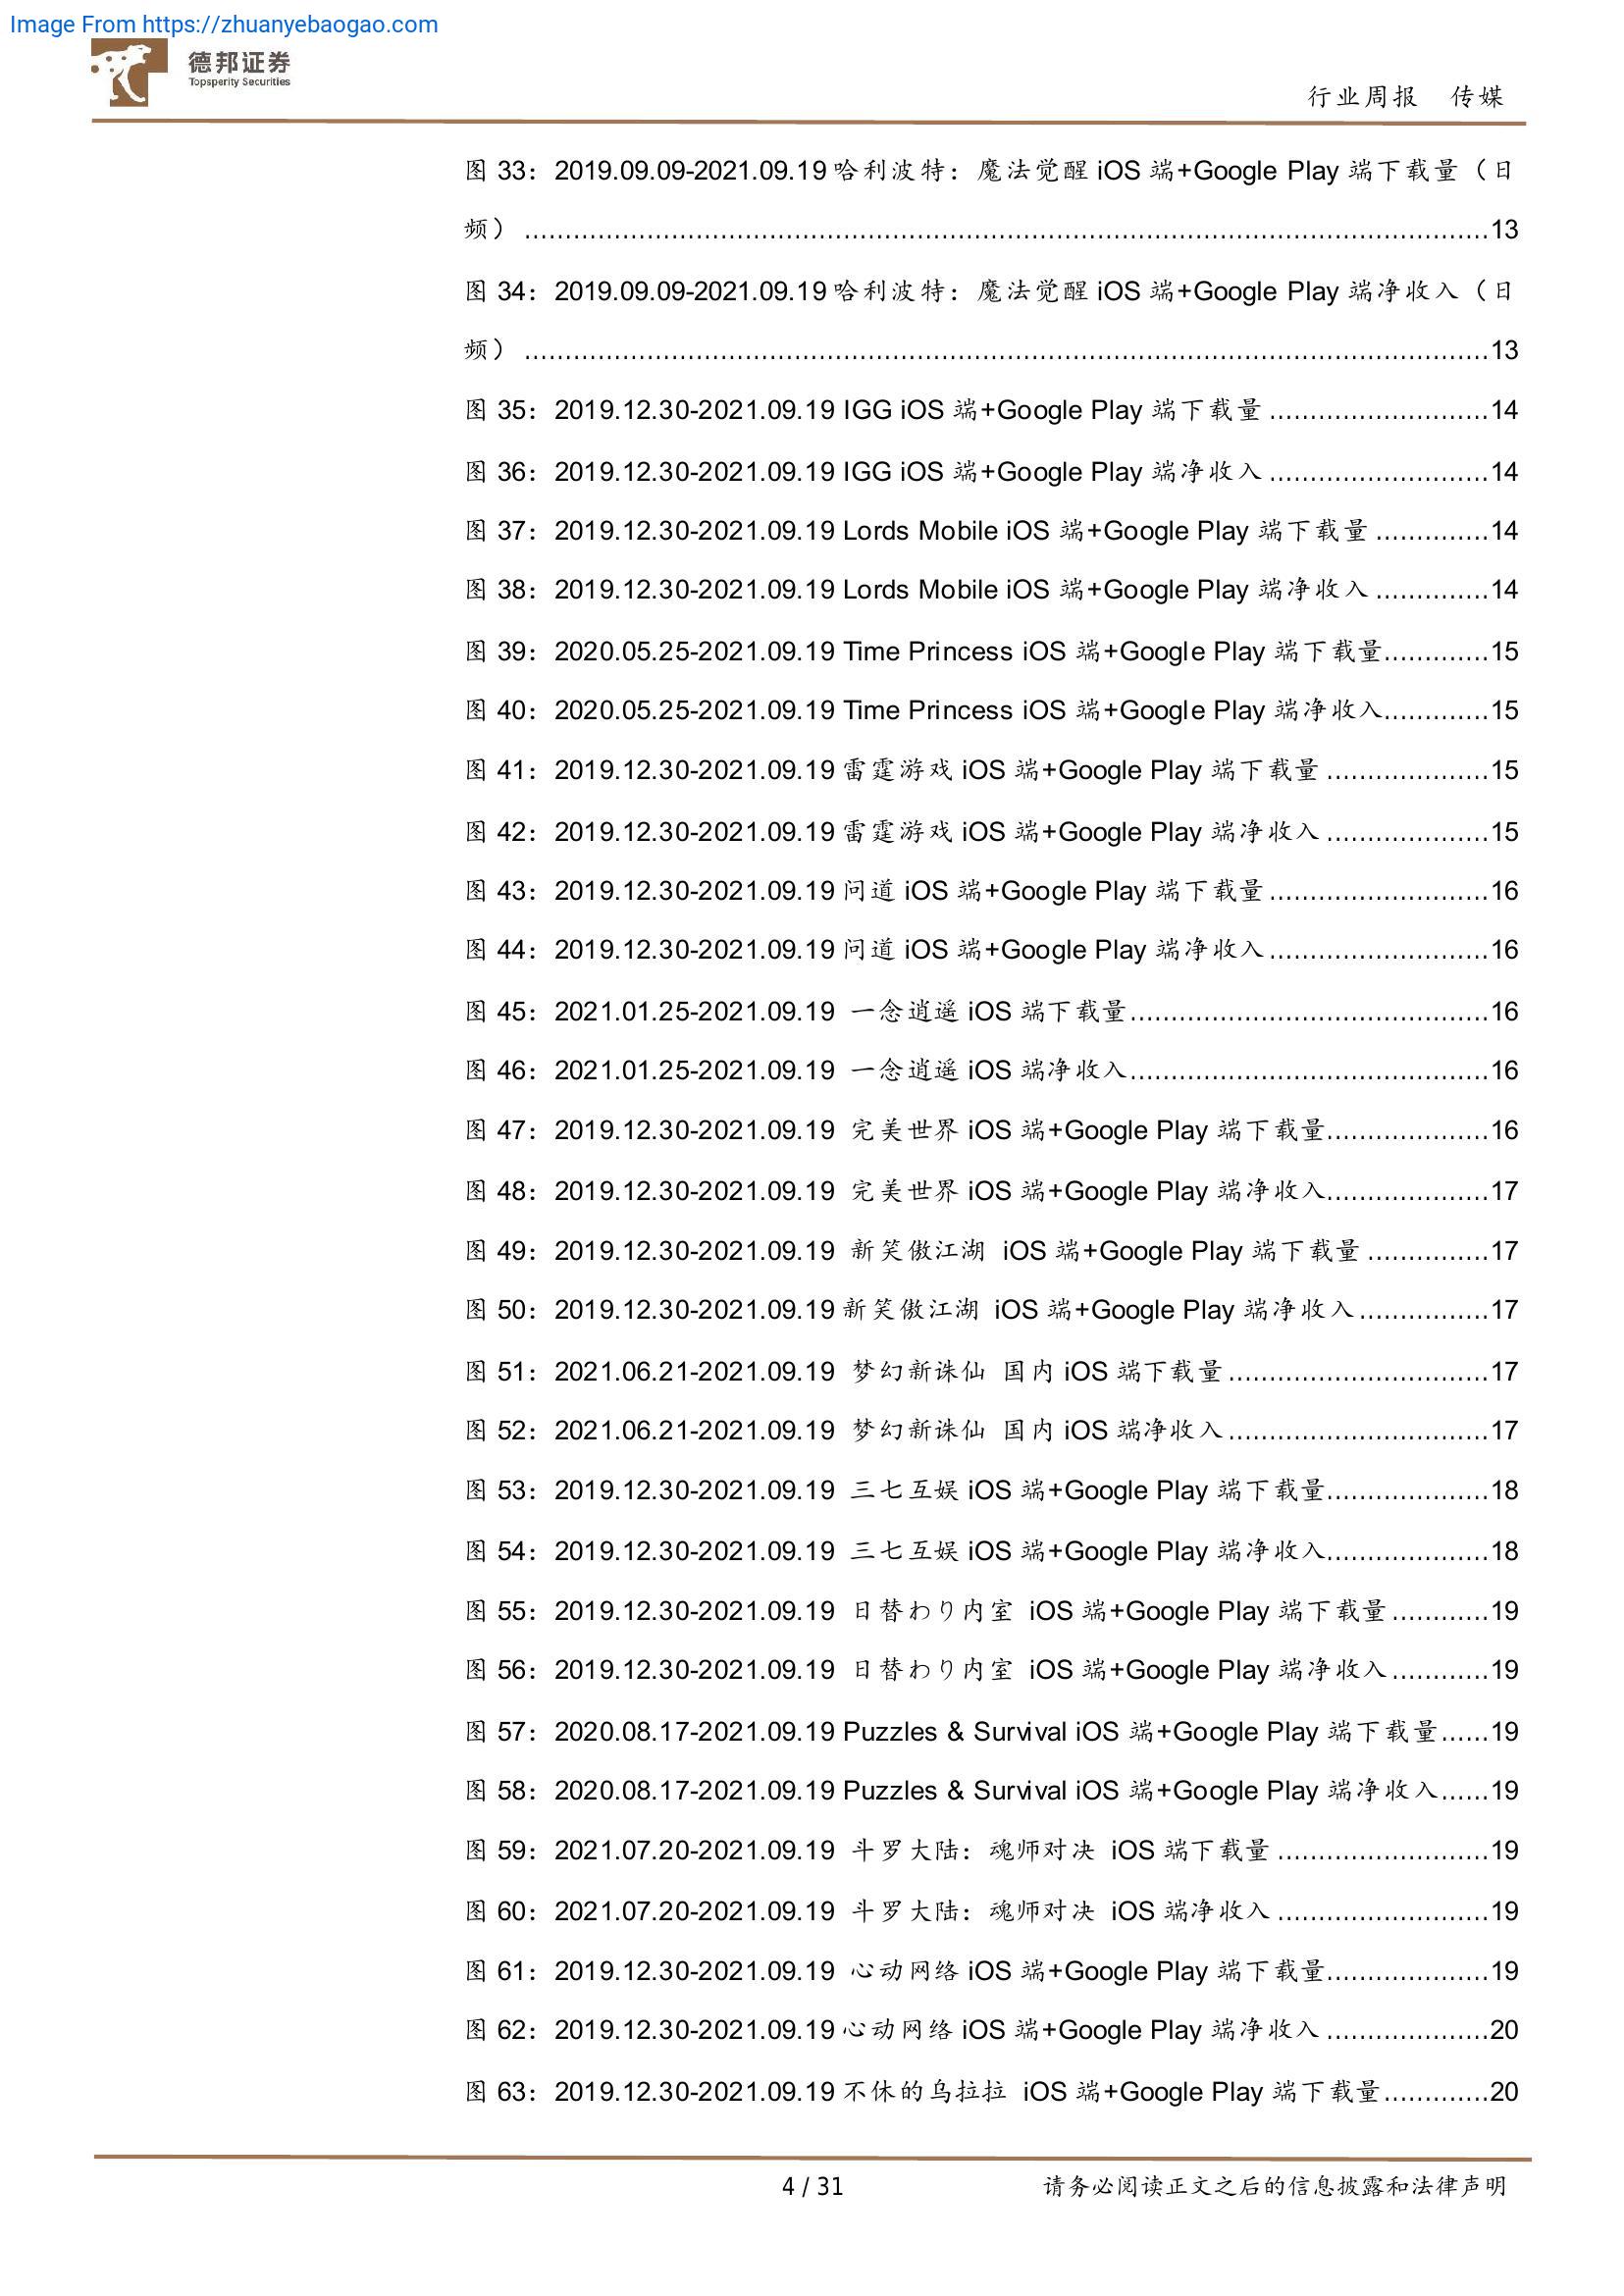 Image From https://zhuanyebaogao.com
德邦证券
Topsperity Securities
行业周报 传媒
图 33：2019.09.09-2021.09.19 哈利波特：魔法觉醒 iOS 端+Google Play 端下载量（日
频） ........................................................................................................................13
图 34：2019.09.09-2021.09.19 哈利波特：魔法觉醒 iOS 端+Google Play 端净收入（日
频） ........................................................................................................................13
图 35：2019.12.30-2021.09.19 IGG iOS 端+Google Play 端下载量 ...........................14
图 36：2019.12.30-2021.09.19 IGG iOS 端+Google Play 端净收入 ...........................14
图 37：2019.12.30-2021.09.19 Lords Mobile iOS 端+Google Play 端下载量 ..............14
图 38：2019.12.30-2021.09.19 Lords Mobile iOS 端+Google Play 端净收入 ..............14
图 39：2020.05.25-2021.09.19 Time Princess iOS 端+Google Play 端下载量.............15
图 40：2020.05.25-2021.09.19 Time Princess iOS 端+Google Play 端净收入.............15
图 41：2019.12.30-2021.09.19 雷霆游戏 iOS 端+Google Play 端下载量 ....................15
图 42：2019.12.30-2021.09.19 雷霆游戏 iOS 端+Google Play 端净收入 ....................15
图 43：2019.12.30-2021.09.19 问道 iOS 端+Google Play 端下载量 ...........................16
图 44：2019.12.30-2021.09.19 问道 iOS 端+Google Play 端净收入 ...........................16
图 45：2021.01.25-2021.09.19 一念逍遥 iOS 端下载量............................................16
图 46：2021.01.25-2021.09.19 一念逍遥 iOS 端净收入............................................16
图 47：2019.12.30-2021.09.19 完美世界 iOS 端+Google Play 端下载量....................16
图 48：2019.12.30-2021.09.19 完美世界 iOS 端+Google Play 端净收入....................17
图 49：2019.12.30-2021.09.19 新笑傲江湖 iOS 端+Google Play 端下载量 ...............17
图 50：2019.12.30-2021.09.19 新笑傲江湖 iOS 端+Google Play 端净收入................17
图 51：2021.06.21-2021.09.19 梦幻新诛仙 国内 iOS 端下载量 ................................17
图 52：2021.06.21-2021.09.19 梦幻新诛仙 国内 iOS 端净收入 ................................17
图 53：2019.12.30-2021.09.19 三七互娱 iOS 端+Google Play 端下载量....................18
图 54：2019.12.30-2021.09.19 三七互娱 iOS 端+Google Play 端净收入....................18
图 55：2019.12.30-2021.09.19 日替わり内室 iOS 端+Google Play 端下载量 ............19
图 56：2019.12.30-2021.09.19 日替わり内室 iOS 端+Google Play 端净收入 ............19
图 57：2020.08.17-2021.09.19 Puzzles & Survival iOS 端+Google Play 端下载量......19
图 58：2020.08.17-2021.09.19 Puzzles & Survival iOS 端+Google Play 端净收入......19
图 59：2021.07.20-2021.09.19 斗罗大陆：魂师对决 iOS 端下载量 ..........................19
图 60：2021.07.20-2021.09.19 斗罗大陆：魂师对决 iOS 端净收入 ..........................19
图 61：2019.12.30-2021.09.19 心动网络 iOS 端+Google Play 端下载量....................19
图 62：2019.12.30-2021.09.19 心动网络 iOS 端+Google Play 端净收入 ....................20
图 63：2019.12.30-2021.09.19 不休的乌拉拉 iOS 端+Google Play 端下载量.............20
4 / 31 请务必阅读正文之后的信息披露和法律声明